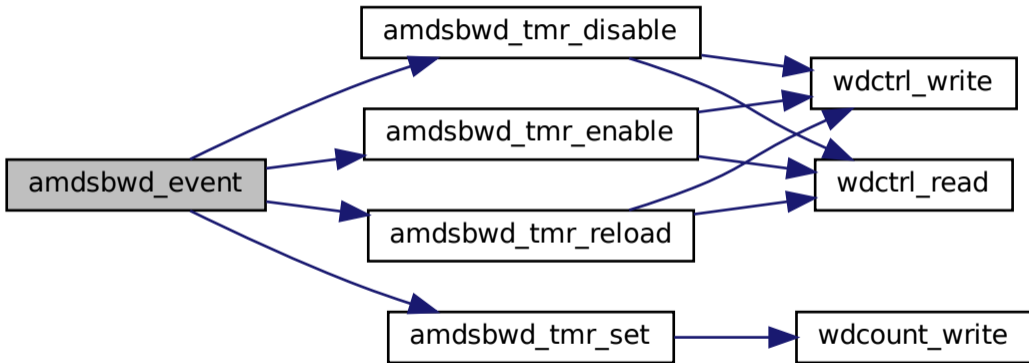 amdsbwd_tmr_disable
wdctrl_write
amdsbwd_tmr_enable
amdsbwd_event
wdctrl_read
amdsbwd_tmr_reload
amdsbwd_tmr_set
wdcount_write